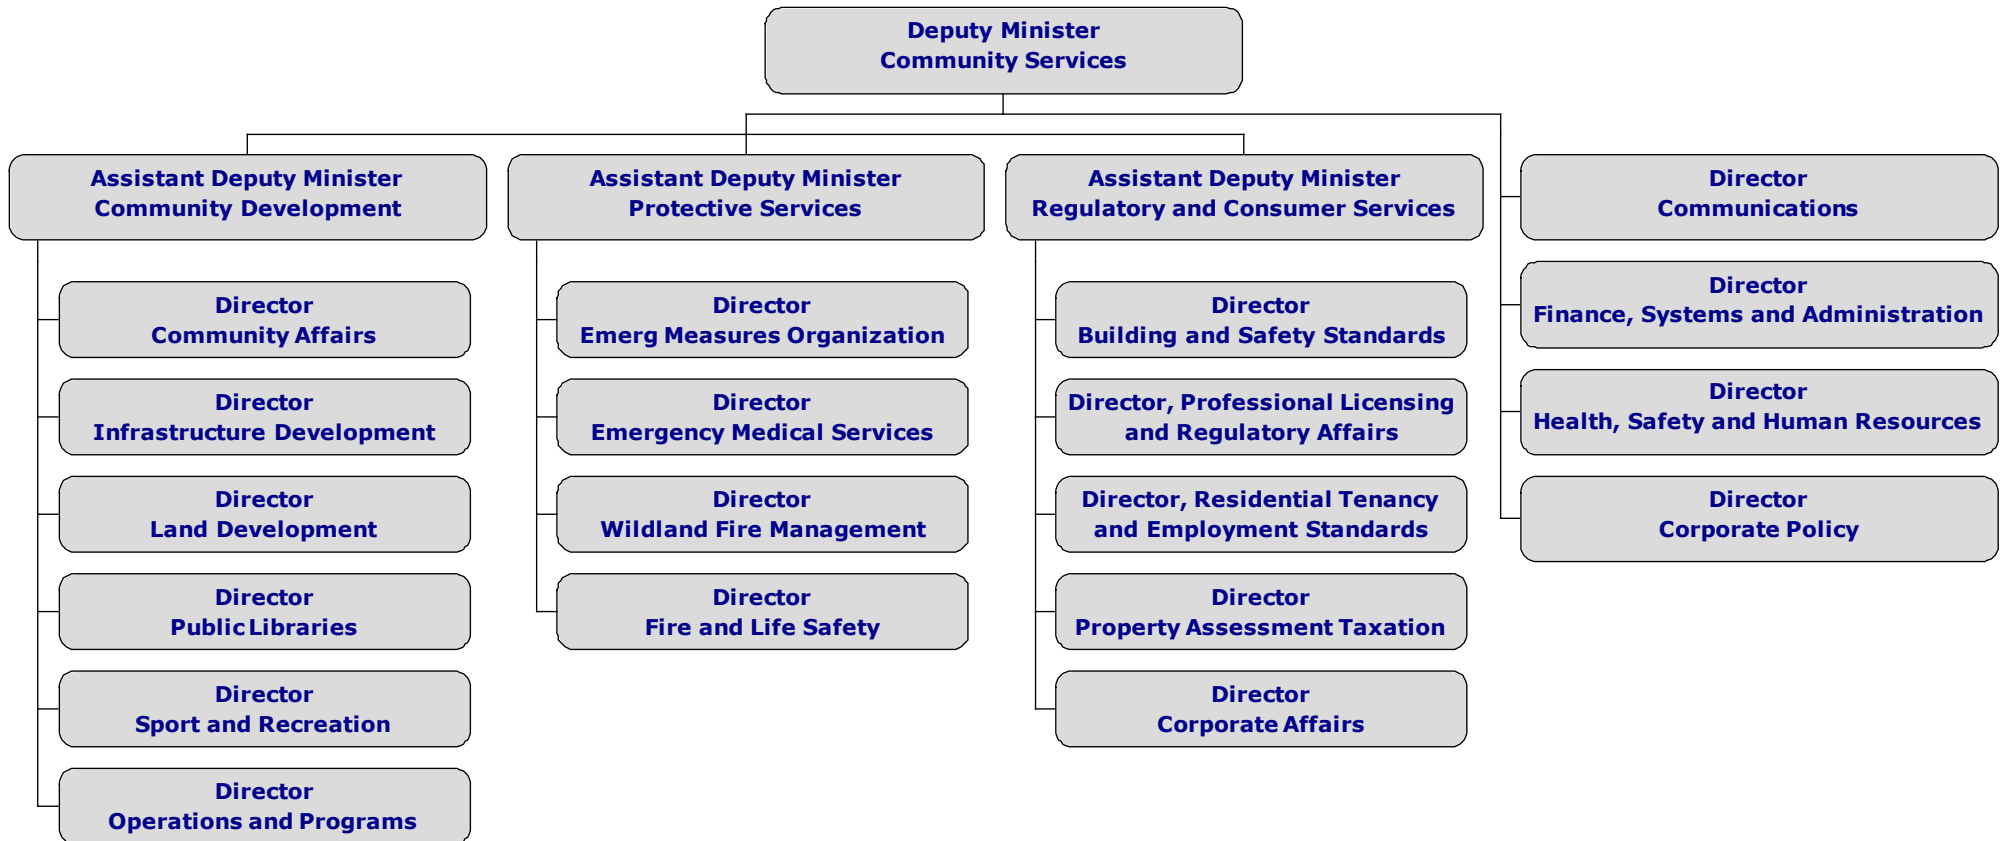 Deputy Minister
Community Services
Assistant Deputy Minister
Community Development
Director
Community Affairs
Director
Infrastructure Development
Director
Land Development
Director
Public Libraries
Director
Sport and Recreation
Director
Operations and Programs
Assistant Deputy Minister
Protective Services
Director
Emerg Measures Organization
Director
Emergency Medical Services
Director
Wildland Fire Management
Director
Fire and Life Safety
Assistant Deputy Minister
Regulatory and Consumer Services
Director
Building and Safety Standards
Director, Professional Licensing
and Regulatory Affairs
Director, Residential Tenancy
and Employment Standards
Director
Property Assessment Taxation
Director
Corporate Affairs
Director
Communications
Director
Finance, Systems and Administration
Director
Health, Safety and Human Resources
Director
Corporate Policy